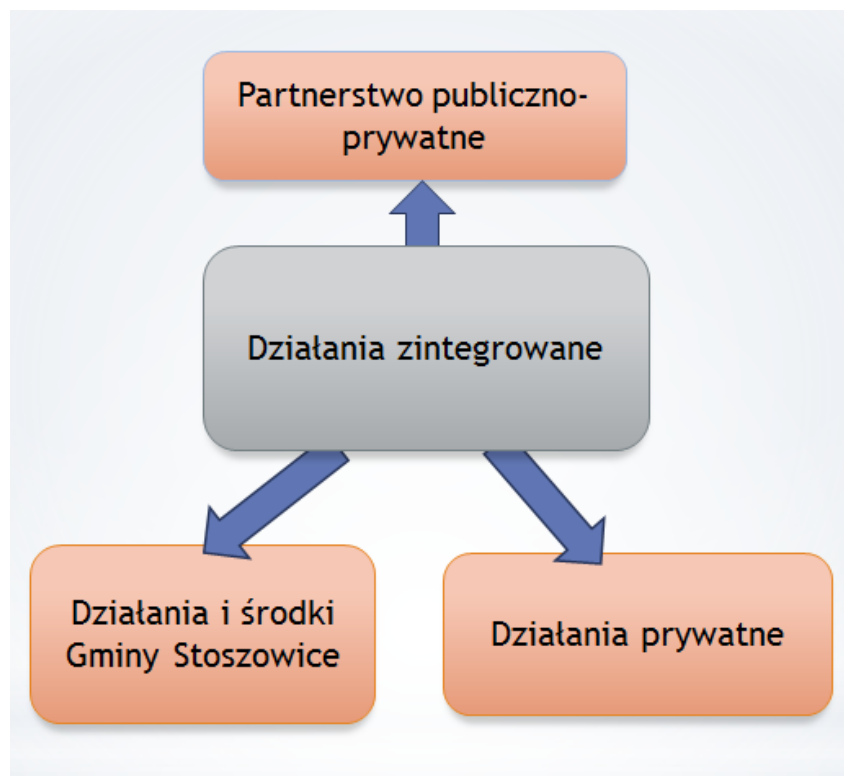 Partnerstwo publiczno-
prywatne
Działania zintegrowane
Działania i środki
Gminy Stoszowice
Działania prywatne